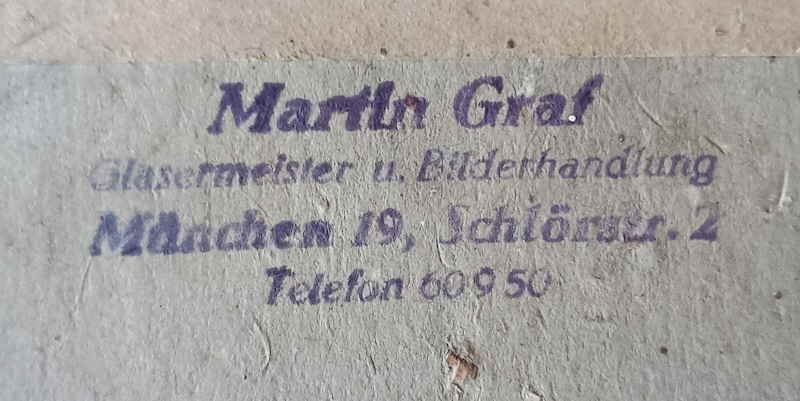 Martin Graf
Glasermeister u. Bilderhandlung
München 19, Schlörstr. 2
Telefon 60950